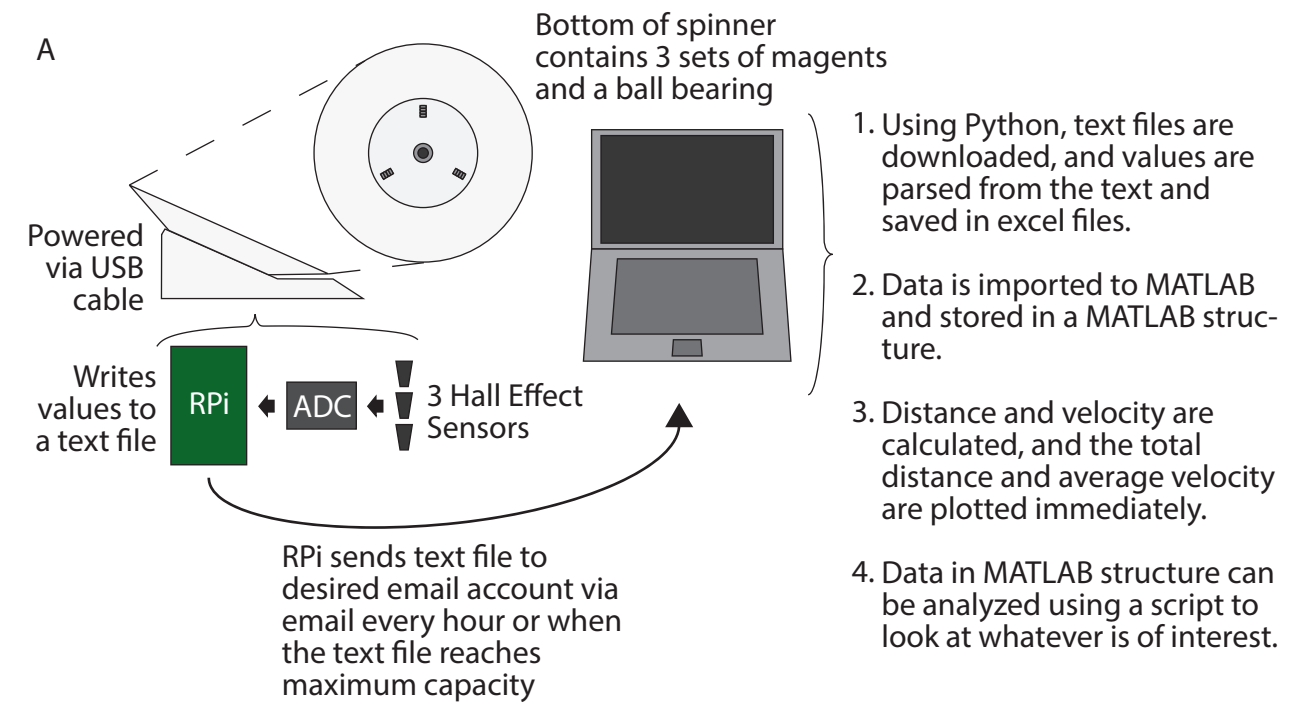 A
Bottom of spinner
contains 3 sets of magents
and a ball bearing
Powered
via USB
cable
Writes
values to
a text file
RPi
ADC
3 Hall Effect
Sensors
RPi sends text file to
desired email account via
email every hour or when
the text file reaches
maximum capacity
1. Using Python, text files are
downloaded, and values are
parsed from the text and
saved in excel files.
2. Data is imported to MATLAB
and stored in a MATLAB struc-
ture.
3. Distance and velocity are
calculated, and the total
distance and average velocity
are plotted immediately.
4. Data in MATLAB structure can
be analyzed using a script to
look at whatever is of interest.